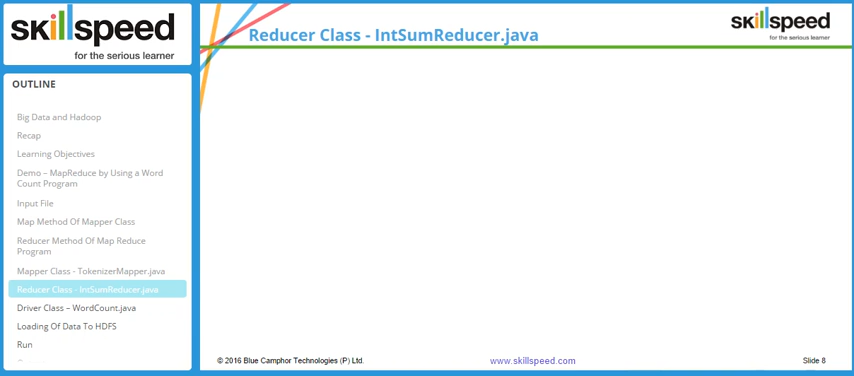 skillspeed
for the serious learner
OUTLINE
Big Data and Hadoop
Recap
Learning Objectives
Demo – MapReduce by Using a Word
Count Program
Input File
Map Method Of Mapper Class
Reducer Method Of Map Reduce
Program
Mapper Class - TokenizerMapper.java
Reducer Class - IntSumReducer.java
Driver Class – WordCount.java
Loading Of Data To HDFS
Run
Reducer Class - IntSumReducer.java
skillspeed
for the serious learner
© 2016 Blue Camphor Technologies (P) Ltd.
www.skillspeed.com
Slide 8